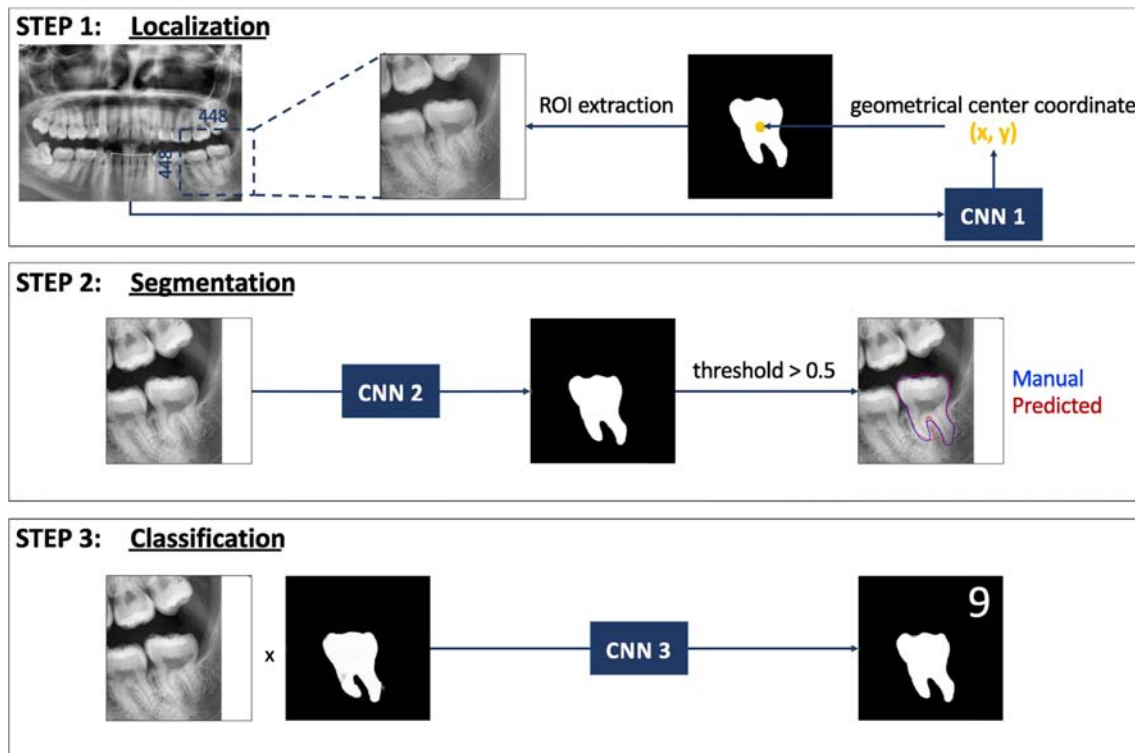 STEP 1: Localization
448
448
ROI extraction
geometrical center coordinate
(x, y)
CNN 1
STEP 2: Segmentation
CNN 2
threshold > 0.5
Manual
Predicted
STEP 3: Classification
x
CNN 3
9